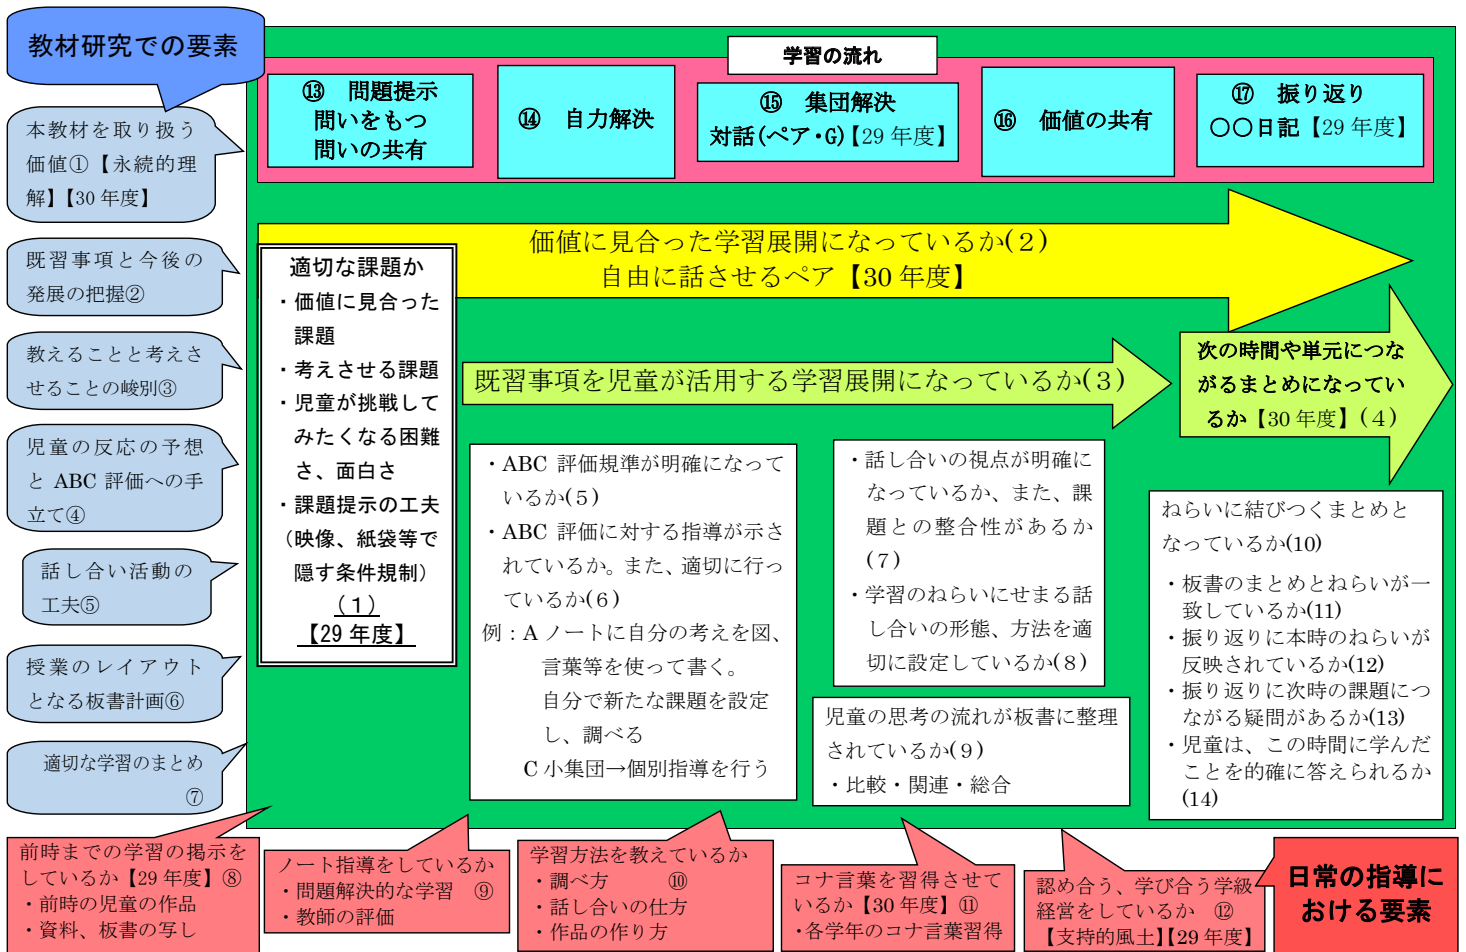 教材研究での要素
学習の流れ
⑬　問題提示
問いをもつ
問いの共有
⑭　自力解決
⑮　集団解決
対話(ペア・G)【29 年度】
⑯　価値の共有
⑰　振り返り
〇〇日記【29 年度】
本教材を取り扱う
価値①【永続的理
解】【30 年度】
既習事項と今後の
発展の把握②
教えることと考えさ
せることの峻別③
児童の反応の予想
と ABC 評価への手
立て④
話し合い活動の
工夫⑤
授業のレイアウト
となる板書計画⑥
適切な学習のまとめ
⑦
価値に見合った学習展開になっているか(２)
自由に話させるペア【30 年度】
適切な課題か
・価値に見合った
課題
・考えさせる課題
・児童が挑戦して
みたくなる困難
さ、面白さ
・課題提示の工夫
（映像、紙袋等で
隠す条件規制）
（１）
【29 年度】
既習事項を児童が活用する学習展開になっているか(３)
次の時間や単元につな
がるまとめになってい
るか【30 年度】(４)
・ABC 評価規準が明確になって
いるか(５)
・ABC 評価に対する指導が示さ
れているか。また、適切に行っ
ているか(６)
例：A ノートに自分の考えを図、
言葉等を使って書く。
自分で新たな課題を設定
し、調べる
C 小集団→個別指導を行う
・話し合いの視点が明確に
なっているか、また、課
題との整合性があるか
(７)
・学習のねらいにせまる話
し合いの形態、方法を適
切に設定しているか(８)
児童の思考の流れが板書に整理
されているか(９)
・比較・関連・総合
ねらいに結びつくまとめと
なっているか(10)
・板書のまとめとねらいが一
致しているか(11)
・振り返りに本時のねらいが
反映されているか(12)
・振り返りに次時の課題につ
ながる疑問があるか(13)
・児童は、この時間に学んだ
ことを的確に答えられるか
(14)
前時までの学習の掲示を
しているか【29 年度】⑧
・前時の児童の作品
・資料、板書の写し
ノート指導をしているか
・問題解決的な学習　⑨
・教師の評価
学習方法を教えているか
・調べ方　　　⑩
・話し合いの仕方
・作品の作り方
コナ言葉を習得させて
いるか【30 年度】⑪
・各学年のコナ言葉習得
認め合う、学び合う学級
経営をしているか　⑫
【支持的風土】【29 年度】
日常の指導に
おける要素